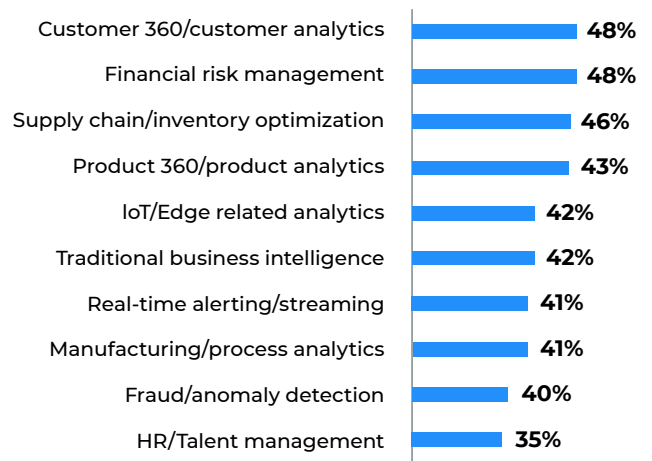 Customer 360/customer analytics 48%
Financial risk management 48%
Supply chain/inventory optimization 46%
Product 360/product analytics 43%
IoT/Edge related analytics 42%
Traditional business intelligence 42%
Real-time alerting/streaming 41%
Manufacturing/process analytics 41%
Fraud/anomaly detection 40%
HR/Talent management 35%